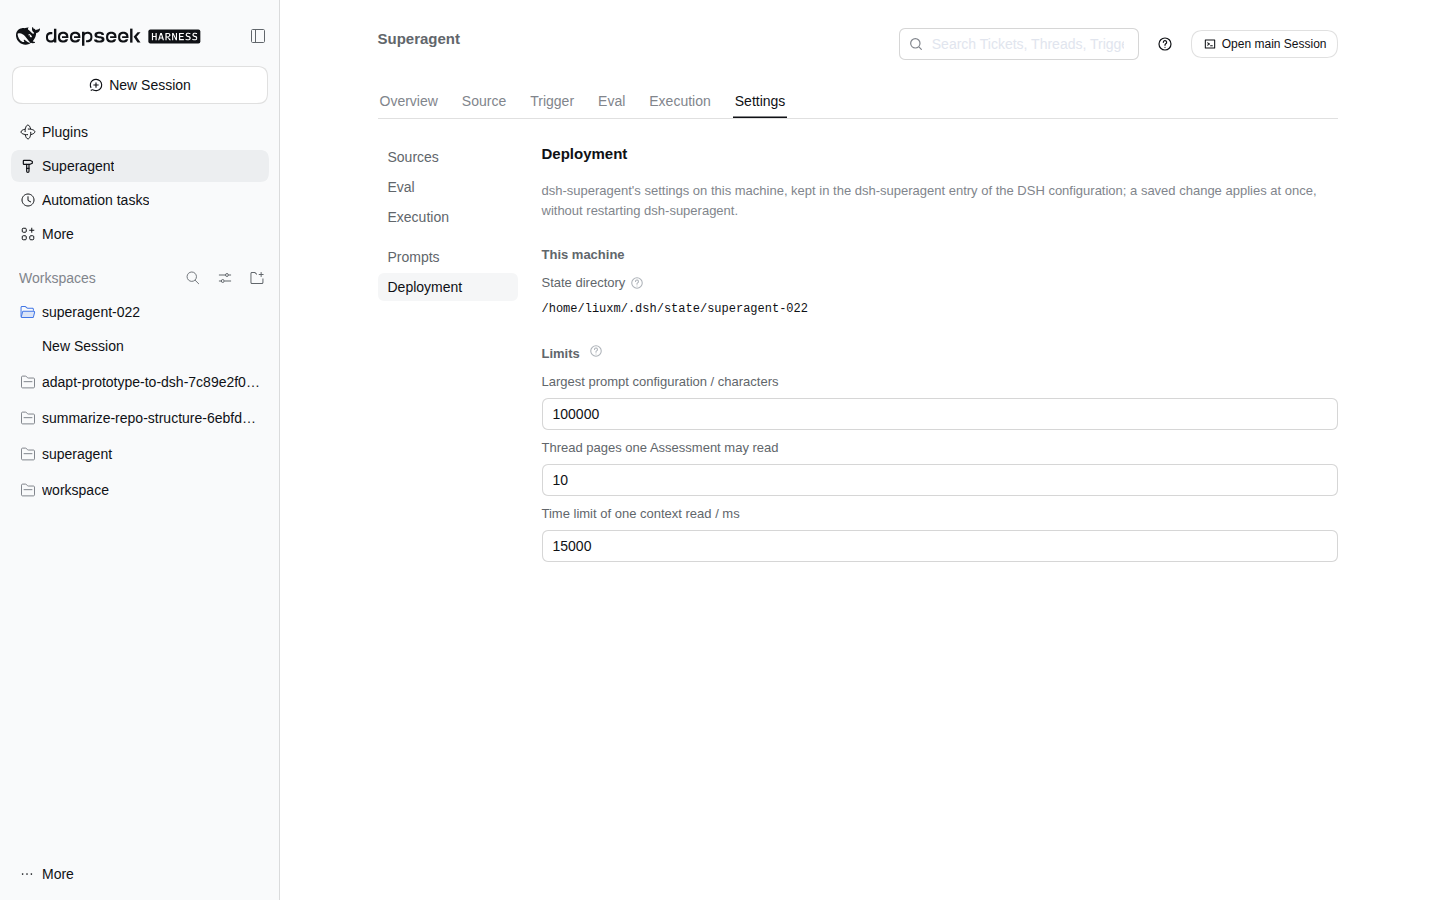 deepseek HARNESS
New Session
Plugins
Superagent
Automation tasks
More
Workspaces
superagent-022
New Session
adapt-prototype-to-dsh-7c89e2f0…
summarize-repo-structure-6ebfd…
superagent
workspace
More
Superagent
Search Tickets, Threads, Trigge
Open main Session
Overview Source Trigger Eval Execution Settings
Sources
Eval
Execution
Prompts
Deployment
Deployment
dsh-superagent's settings on this machine, kept in the dsh-superagent entry of the DSH configuration; a saved change applies at once,
without restarting dsh-superagent.
This machine
State directory
/home/liuxm/.dsh/state/superagent-022
Limits
Largest prompt configuration / characters
100000
Thread pages one Assessment may read
10
Time limit of one context read / ms
15000